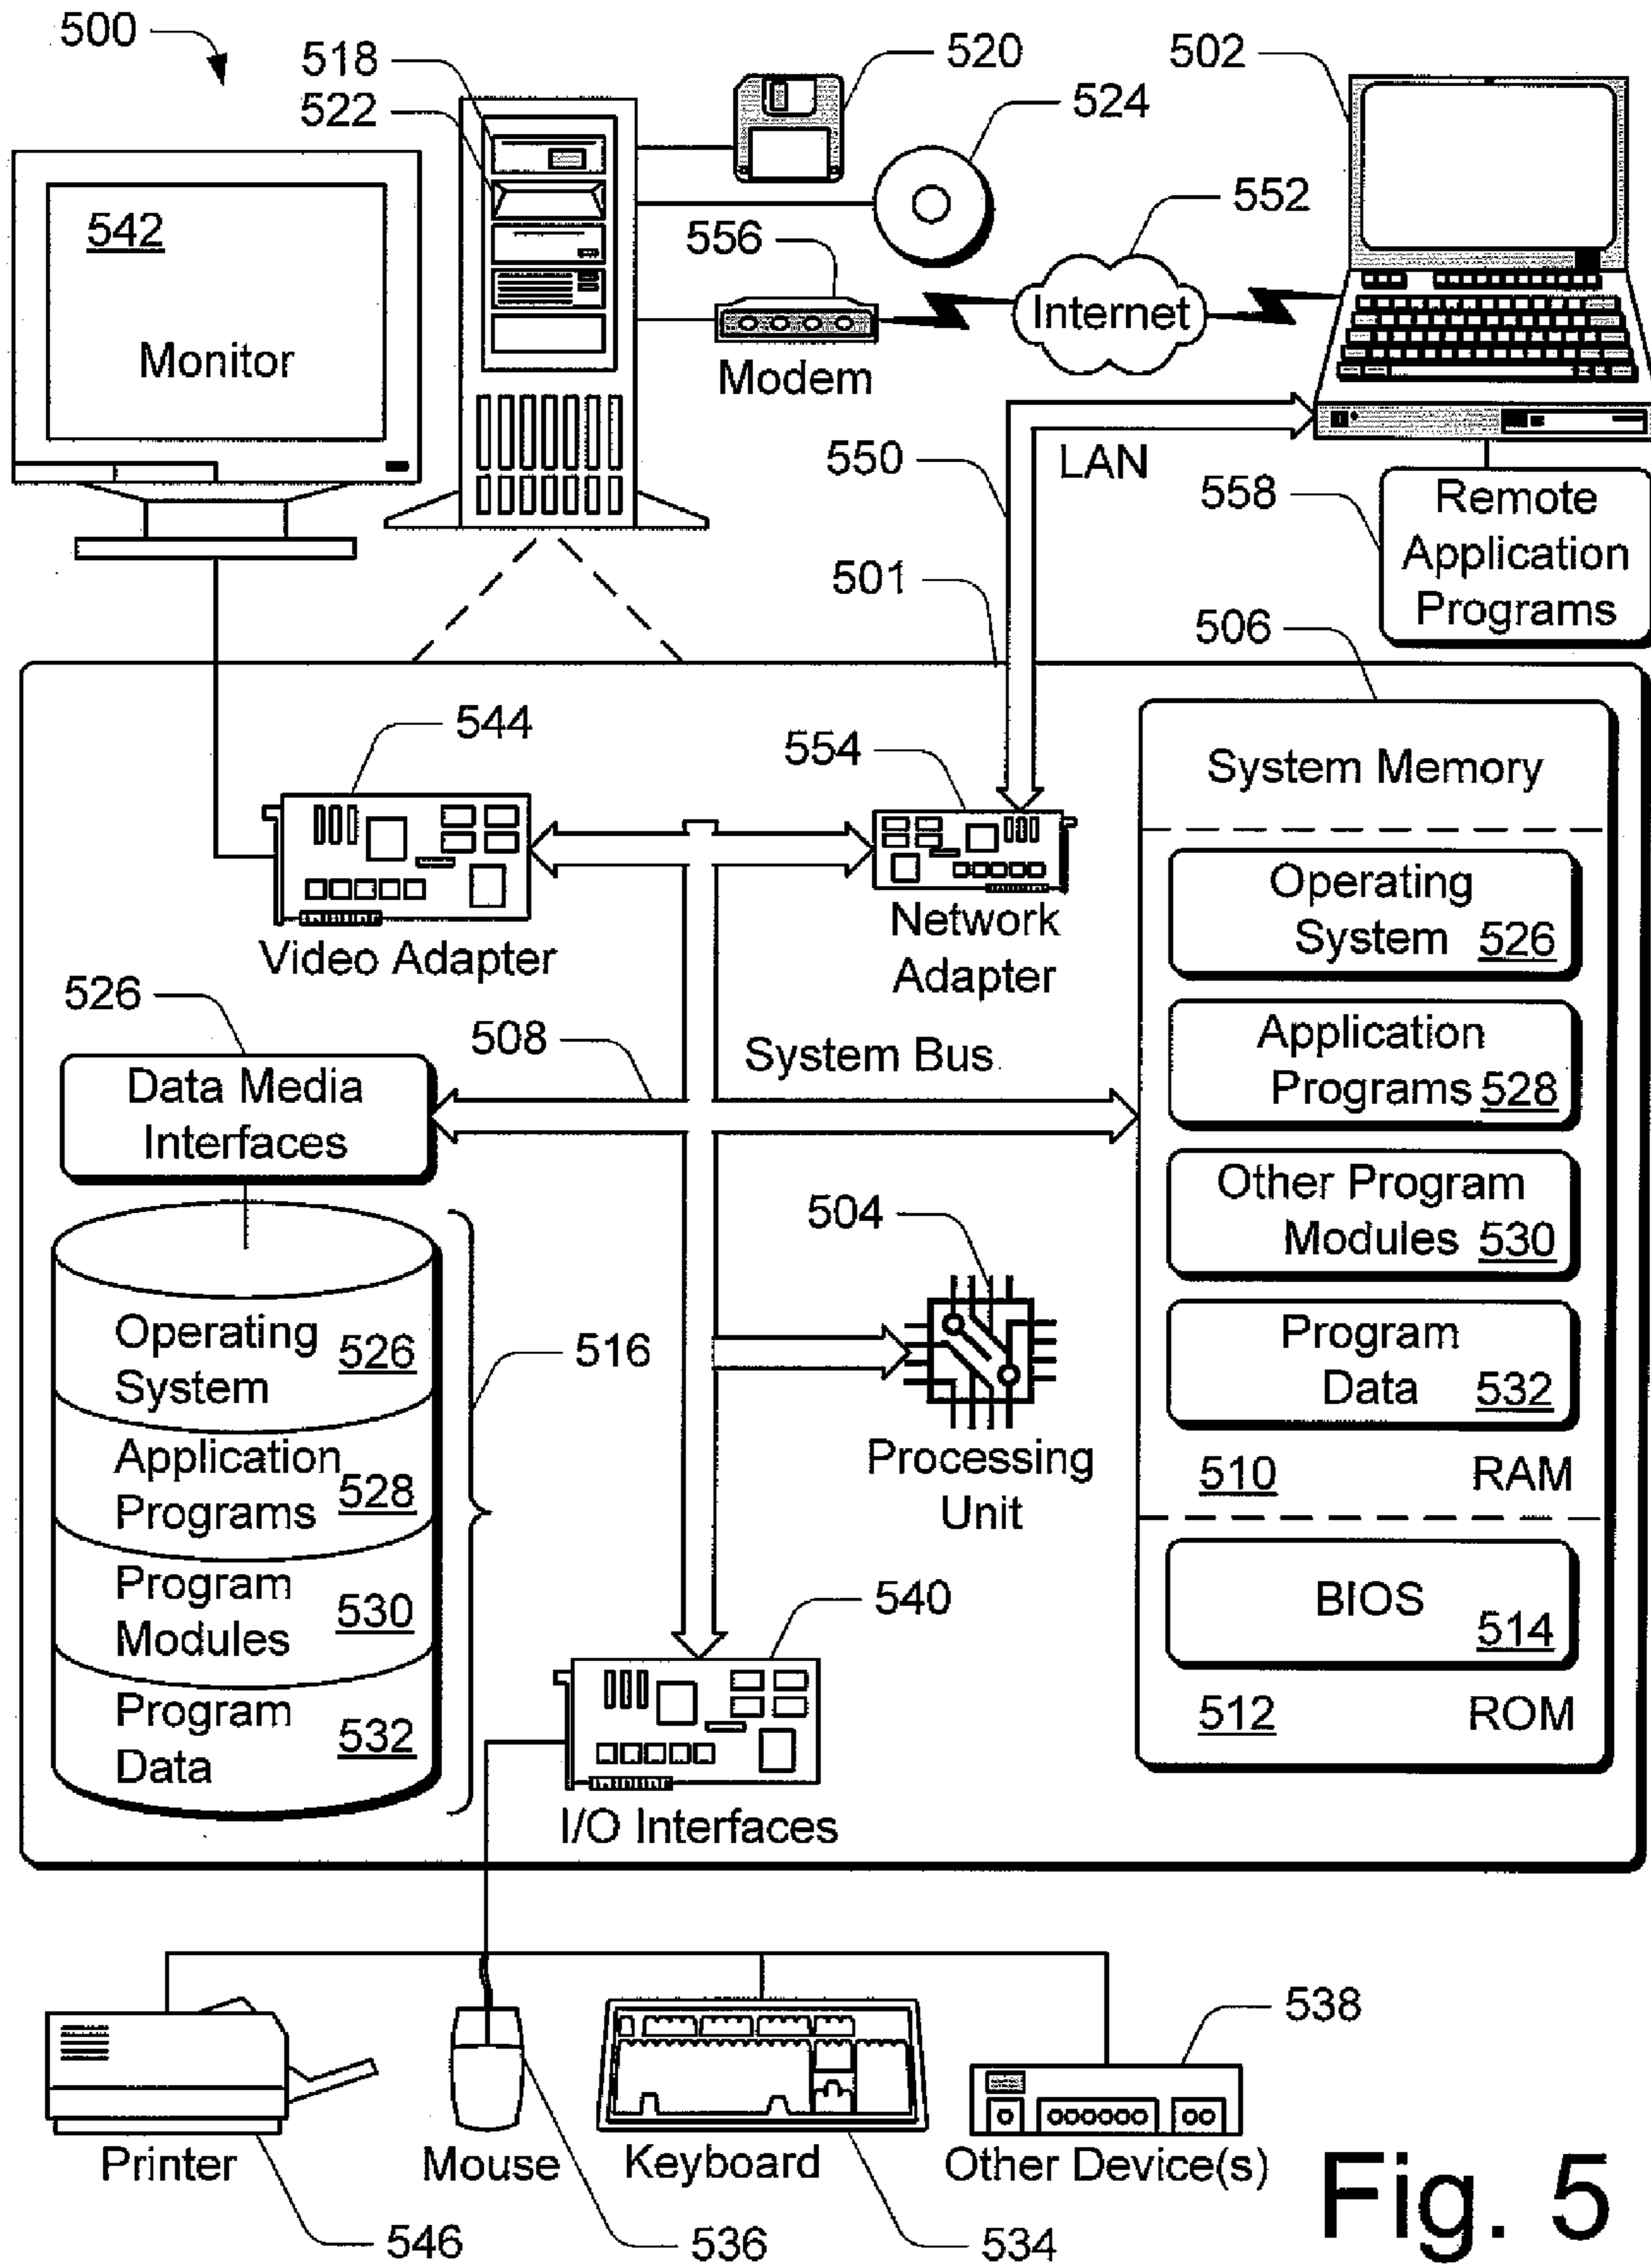 500
518
522
520
524
502
542
Monitor
556
Modem
552
Internet
550
LAN
558
Remote
Application
Programs
501
506
544
Video Adapter
554
Network
Adapter
System Memory
Operating
System 526
Application
Programs 528
Other Program
Modules 530
Program
Data 532
510 RAM
BIOS
514
512 ROM
526
Data Media
Interfaces
508
System Bus
504
Processing
Unit
Operating
System 526
Application
Programs 528
Program
Modules 530
Program
Data 532
516
540
I/O Interfaces
538
Printer
Mouse
Keyboard
Other Device(s)
546
536
534
Fig. 5